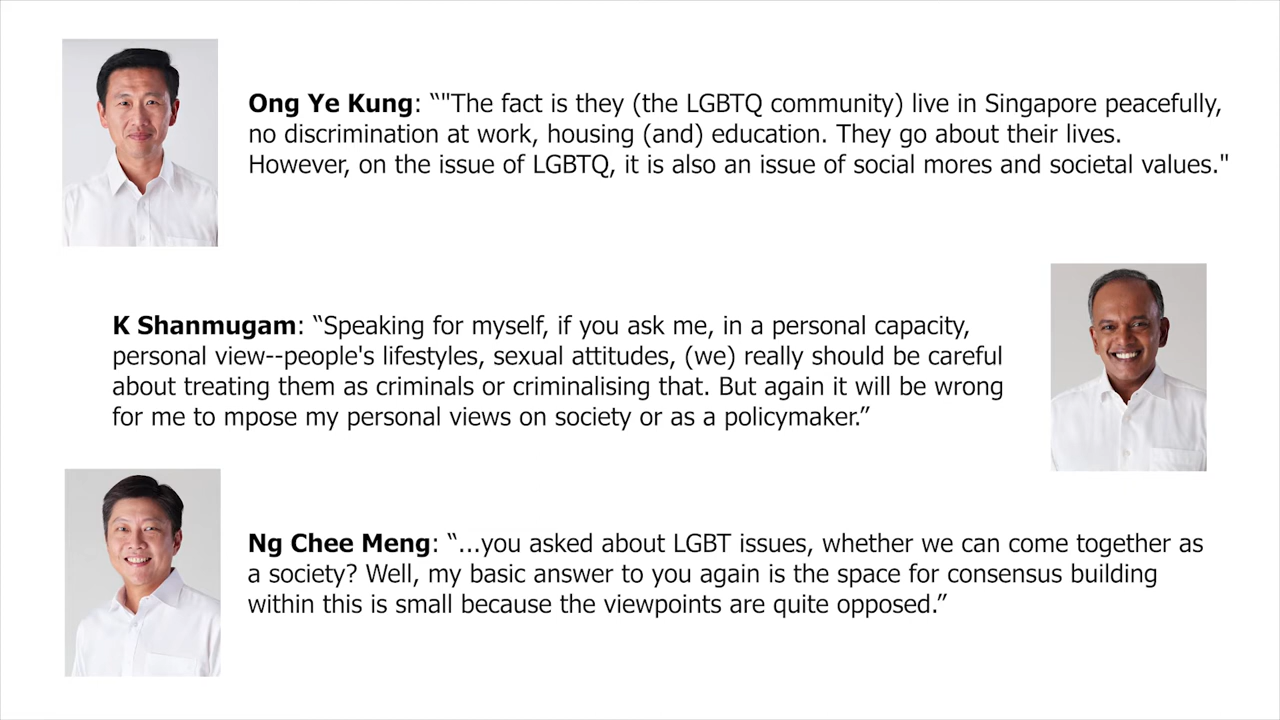 Ong Ye Kung: “"The fact is they (the LGBTQ community) live in Singapore peacefully,
no discrimination at work, housing (and) education. They go about their lives.
However, on the issue of LGBTQ, it is also an issue of social mores and societal values."
K Shanmugam: “Speaking for myself, if you ask me, in a personal capacity,
personal view--people's lifestyles, sexual attitudes, (we) really should be careful
about treating them as criminals or criminalising that. But again it will be wrong
for me to mpose my personal views on society or as a policymaker.”
Ng Chee Meng: “...you asked about LGBT issues, whether we can come together as
a society? Well, my basic answer to you again is the space for consensus building
within this is small because the viewpoints are quite opposed.”